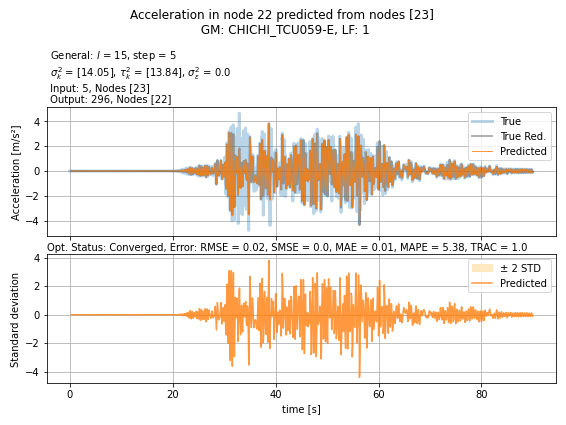 Acceleration in node 22 predicted from nodes [23]
GM: CHICHI_TCU059-E, LF: 1
General: l = 15, step = 5
σ²ₖ = [14.05], τ²ₖ = [13.84], σ²_ε = 0.0
Input: 5, Nodes [23]
Output: 296, Nodes [22]
Acceleration [m/s²]
4
2
0
−2
−4
True
True Red.
Predicted
Opt. Status: Converged, Error: RMSE = 0.02, SMSE = 0.0, MAE = 0.01, MAPE = 5.38, TRAC = 1.0
Standard deviation
4
2
0
−2
−4
± 2 STD
Predicted
0 20 40 60 80
time [s]